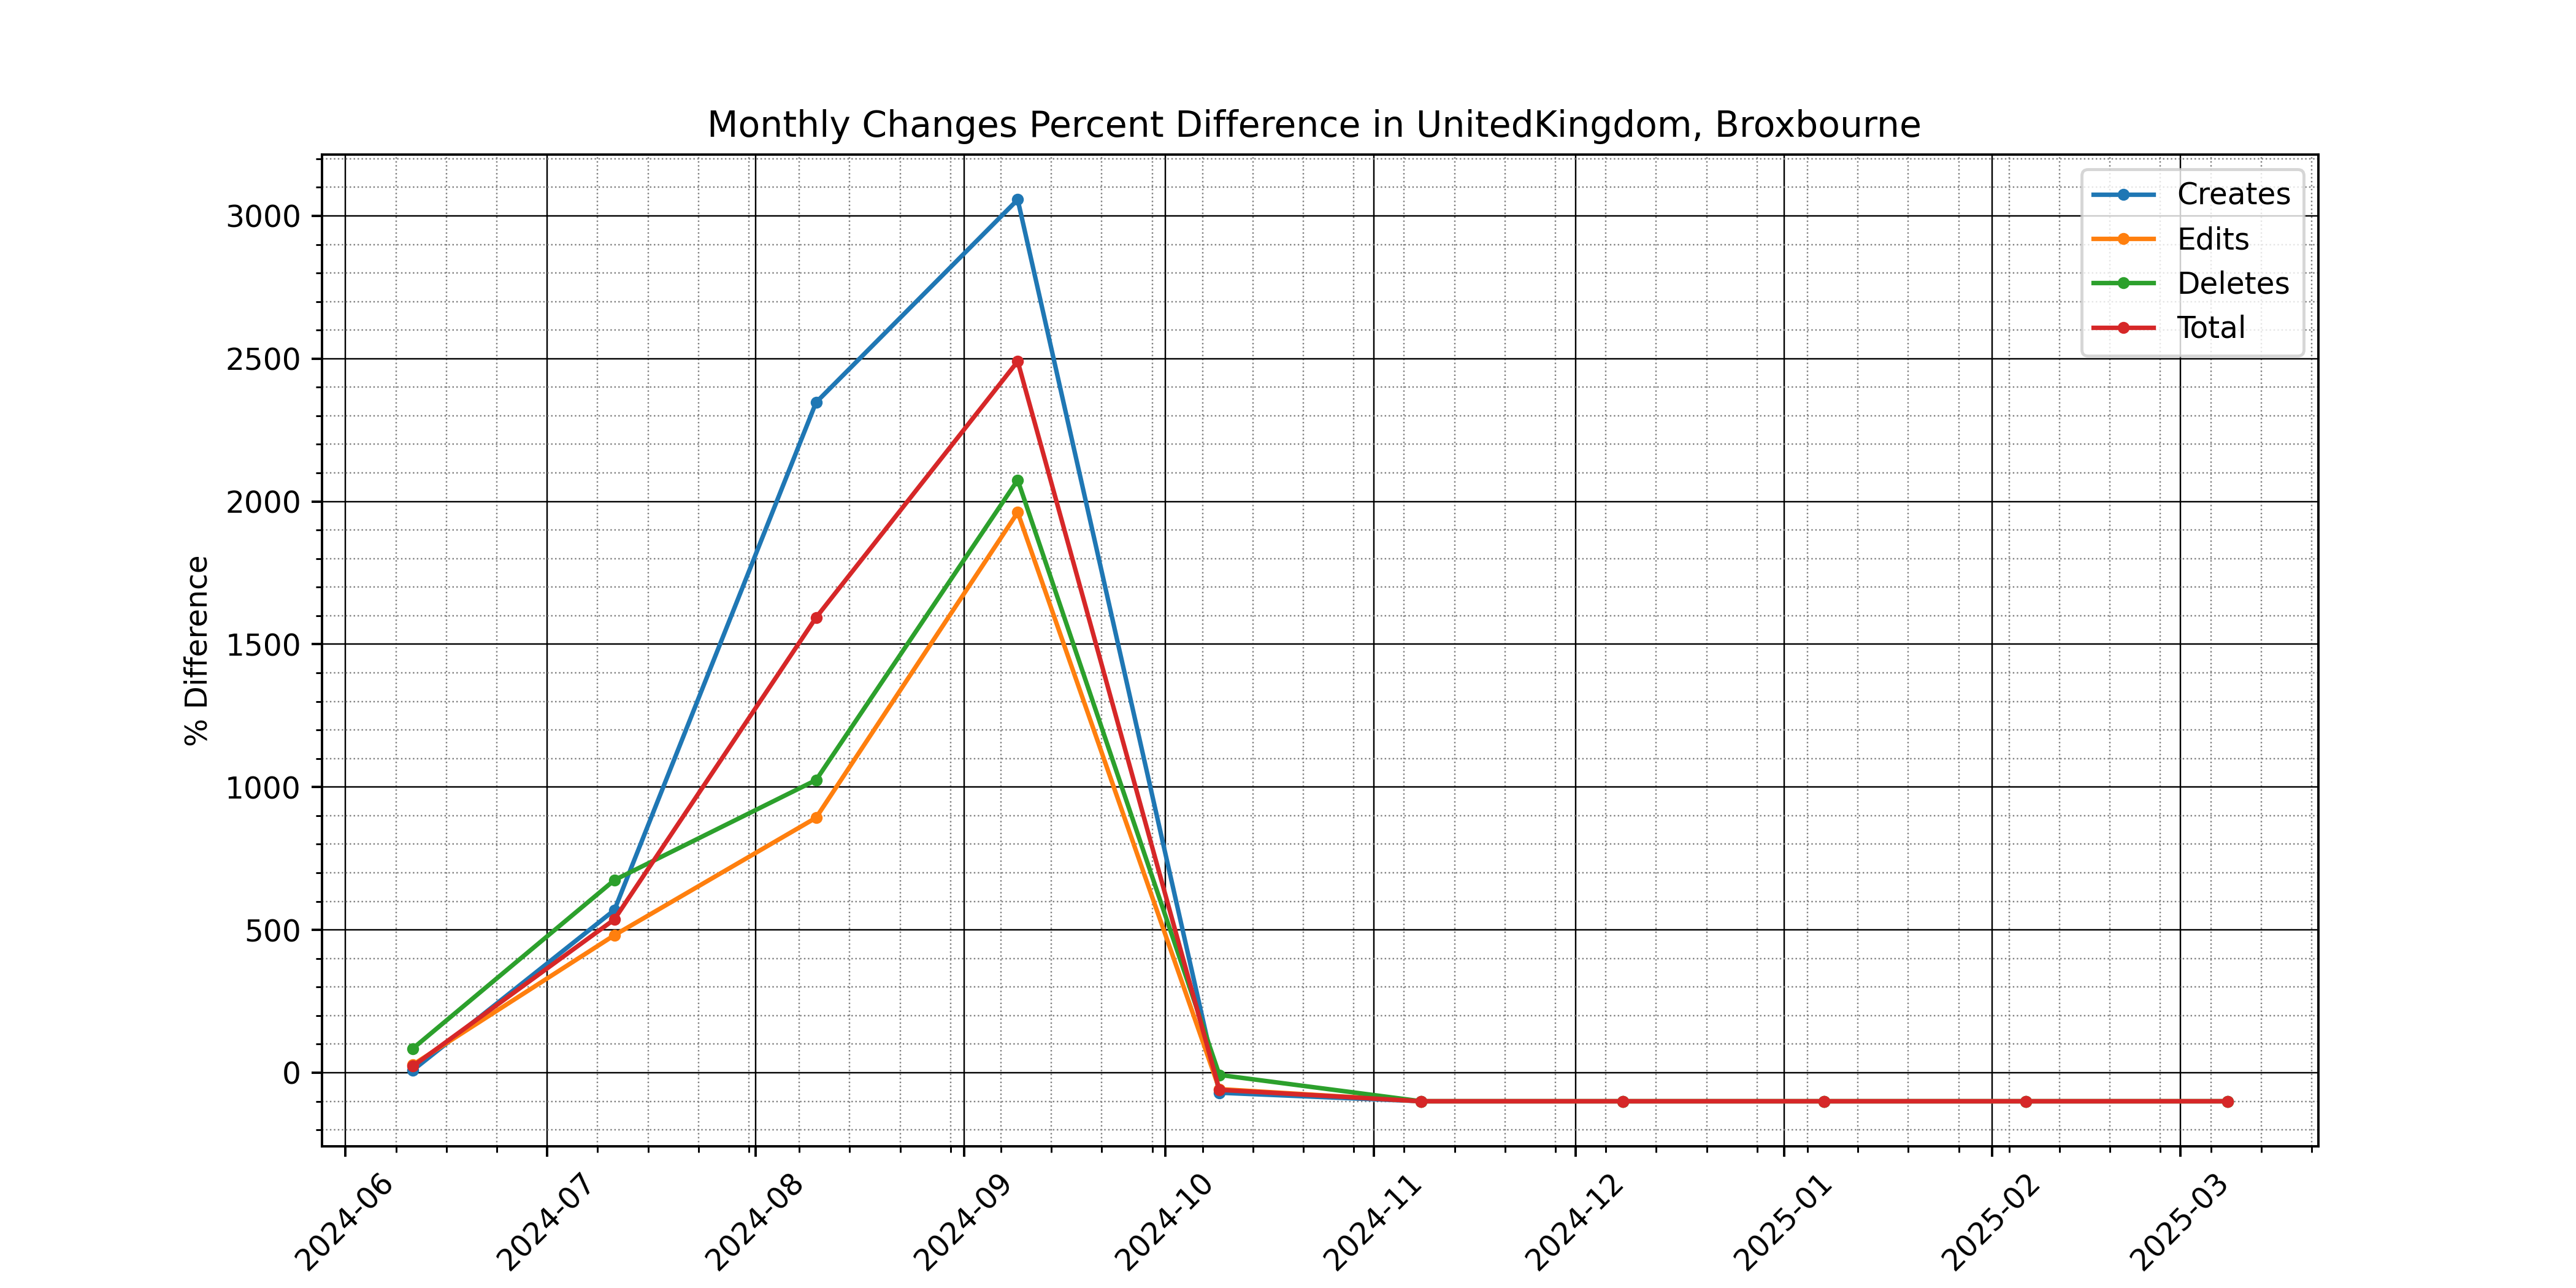 Monthly Changes Percent Difference in UnitedKingdom, Broxbourne
% Difference
3000
2500
2000
1500
1000
500
0
Creates
Edits
Deletes
Total
2024-06
2024-07
2024-08
2024-09
2024-10
2024-11
2024-12
2025-01
2025-02
2025-03